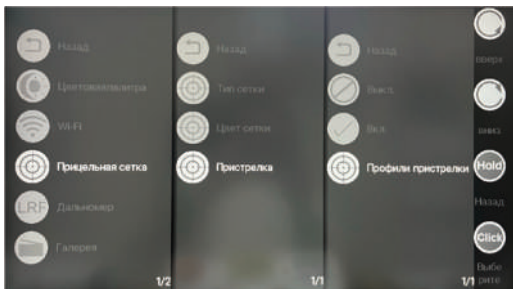 Назад
Цветовая палитра
Wi-Fi
Прицельная сетка
LRF Дальномер
Галерея
1/2
Назад
Тип сетки
Цвет сетки
Пристрелка
1/1
Назад
Выкл.
Вкл.
Профили пристрелки
1/1
вверх
вниз
Hold
Назад
Click
Выбе
рите